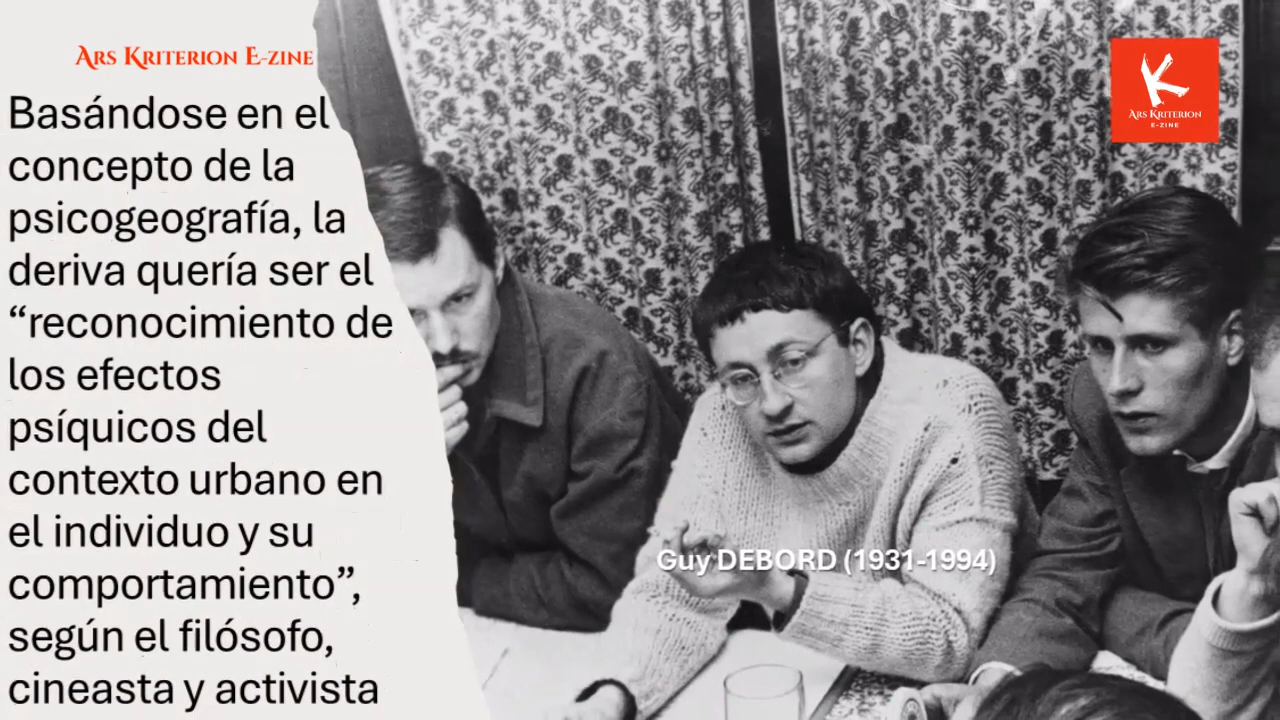 Ars Kriterion E-zine
Basándose en el
concepto de la
psicogeografía, la
deriva quería ser el
“reconocimiento de
los efectos
psíquicos del
contexto urbano en
el individuo y su
comportamiento”,
según el filósofo,
cineasta y activista
K
Ars Kriterion
E-ZINE
Guy DEBORD (1931-1994)